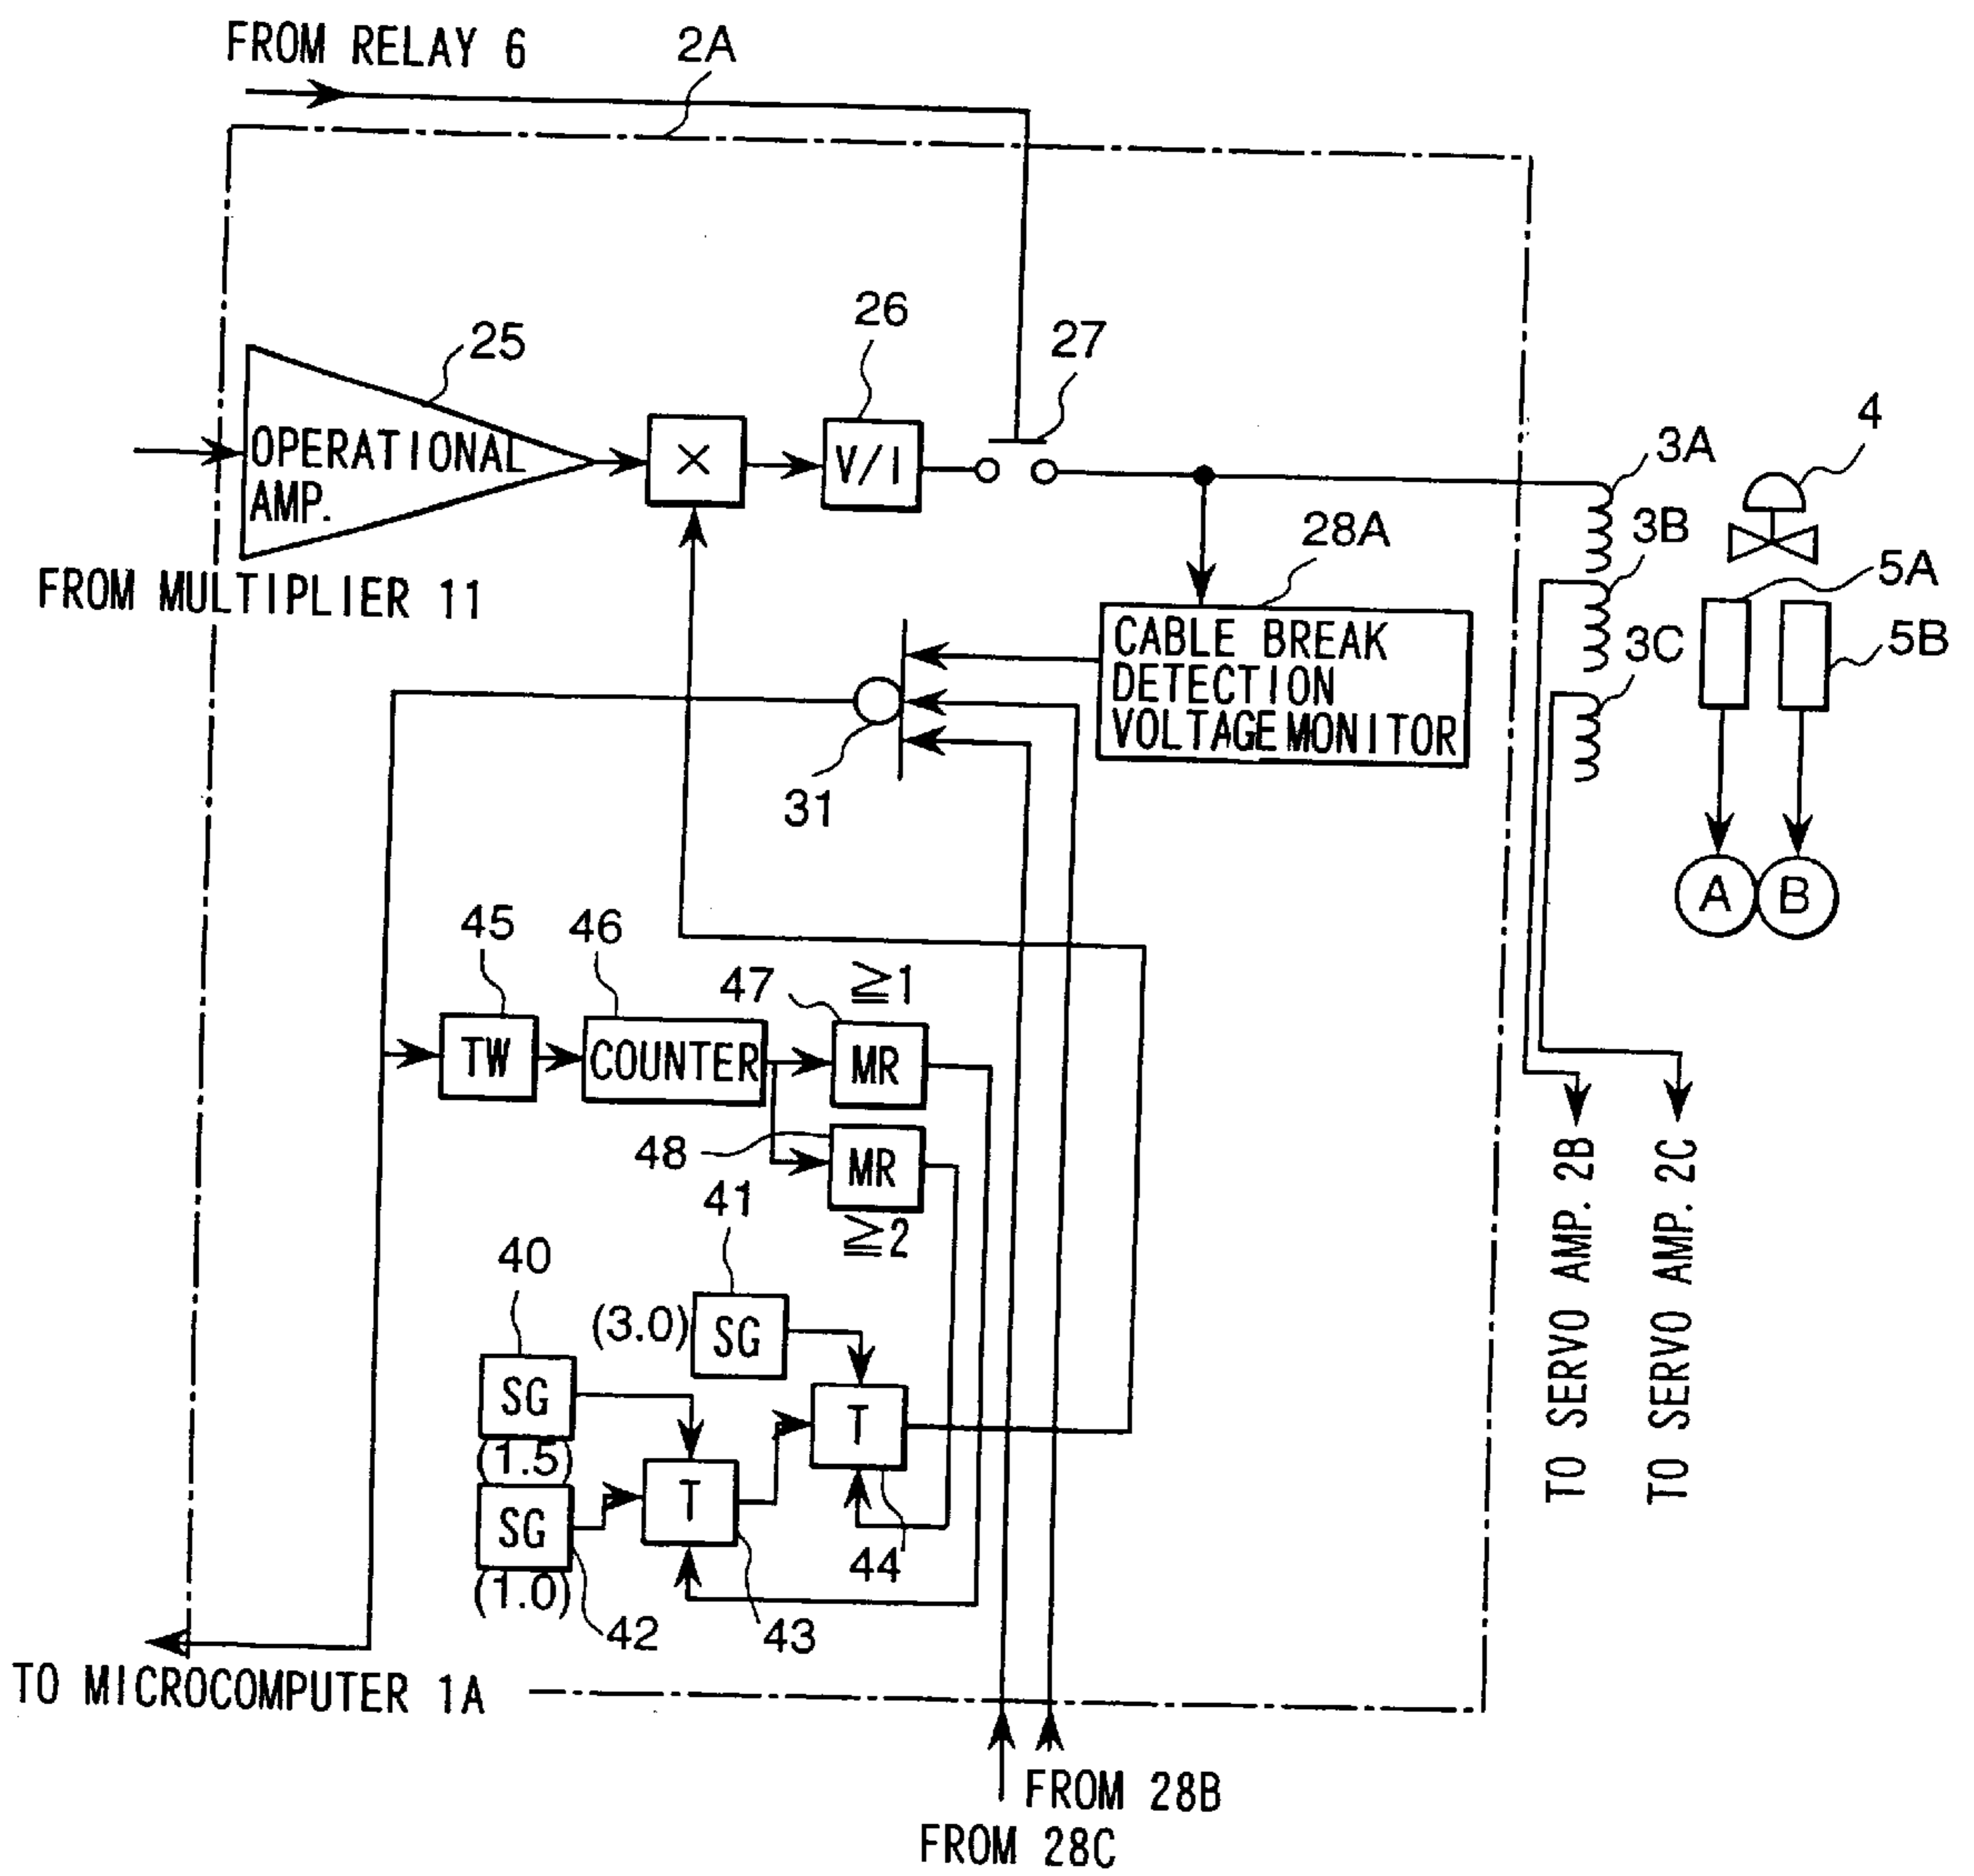 FROM RELAY 6
2A
25
26
27
OPERATIONAL
AMP.
×
V/I
FROM MULTIPLIER 11
3A
4
3B
28A
5A
3C
5B
CABLE BREAK
DETECTION
VOLTAGE MONITOR
31
A
B
45
46
47
≧1
TW
COUNTER
MR
48
MR
≧2
41
40
(3.0)
SG
SG
(1.5)
T
T
SG
(1.0)
42
43
44
TO SERVO AMP. 2B
TO SERVO AMP. 2C
TO MICROCOMPUTER 1A
FROM 28B
FROM 28C